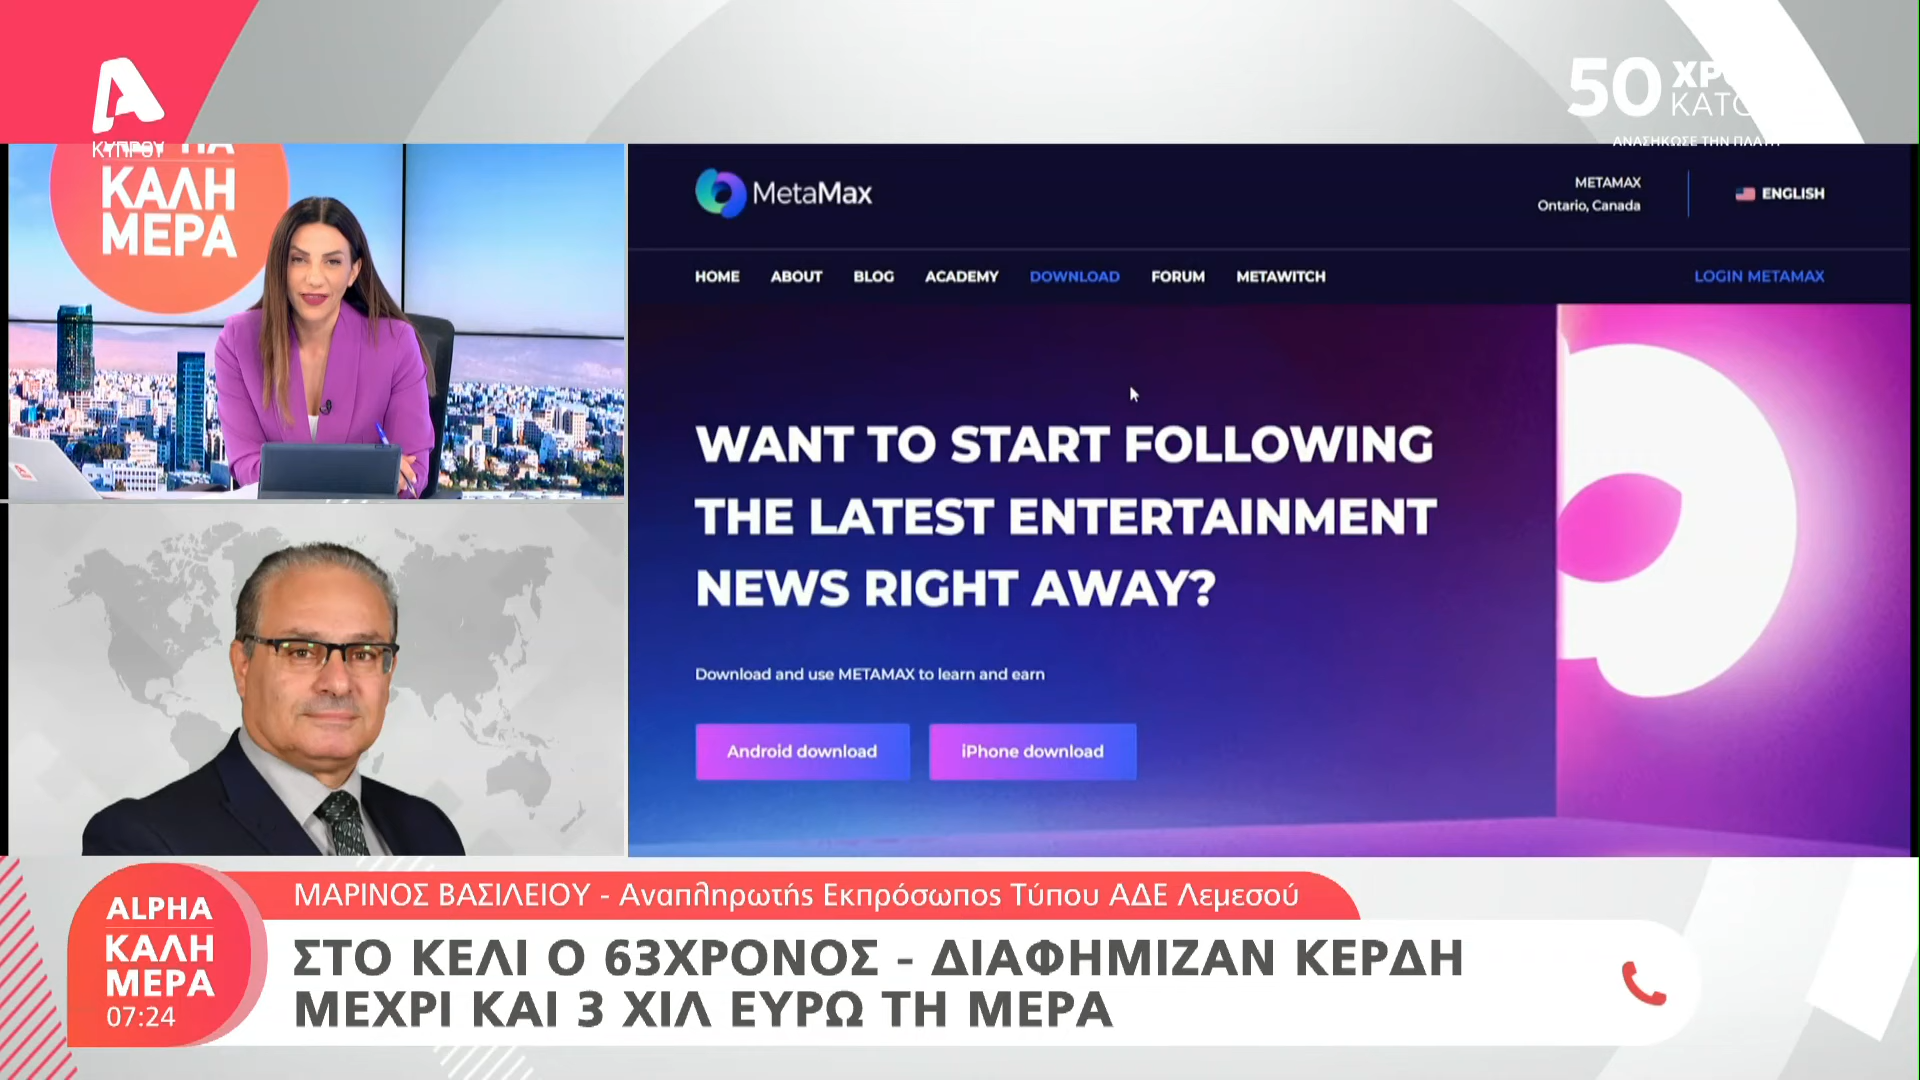 ΚΥΠΡΟΥ
50
ΚΑΛΗ
ΜΕΡΑ
MetaMax
METAMAX
Ontario, Canada
ENGLISH
HOME ABOUT BLOG ACADEMY DOWNLOAD FORUM METAWITCH LOGIN METAMAX
WANT TO START FOLLOWING
THE LATEST ENTERTAINMENT
NEWS RIGHT AWAY?
Download and use METAMAX to learn and earn
Android download iPhone download
ΜΑΡΙΝΟΣ ΒΑΣΙΛΕΙΟΥ - Αναπληρωτής Εκπρόσωπος Τύπου ΑΔΕ Λεμεσού
ALPHA
ΚΑΛΗ
ΜΕΡΑ
07:24
ΣΤΟ ΚΕΛΙ Ο 63ΧΡΟΝΟΣ - ΔΙΑΦΗΜΙΖΑΝ ΚΕΡΔΗ
ΜΕΧΡΙ ΚΑΙ 3 ΧΙΛ ΕΥΡΩ ΤΗ ΜΕΡΑ